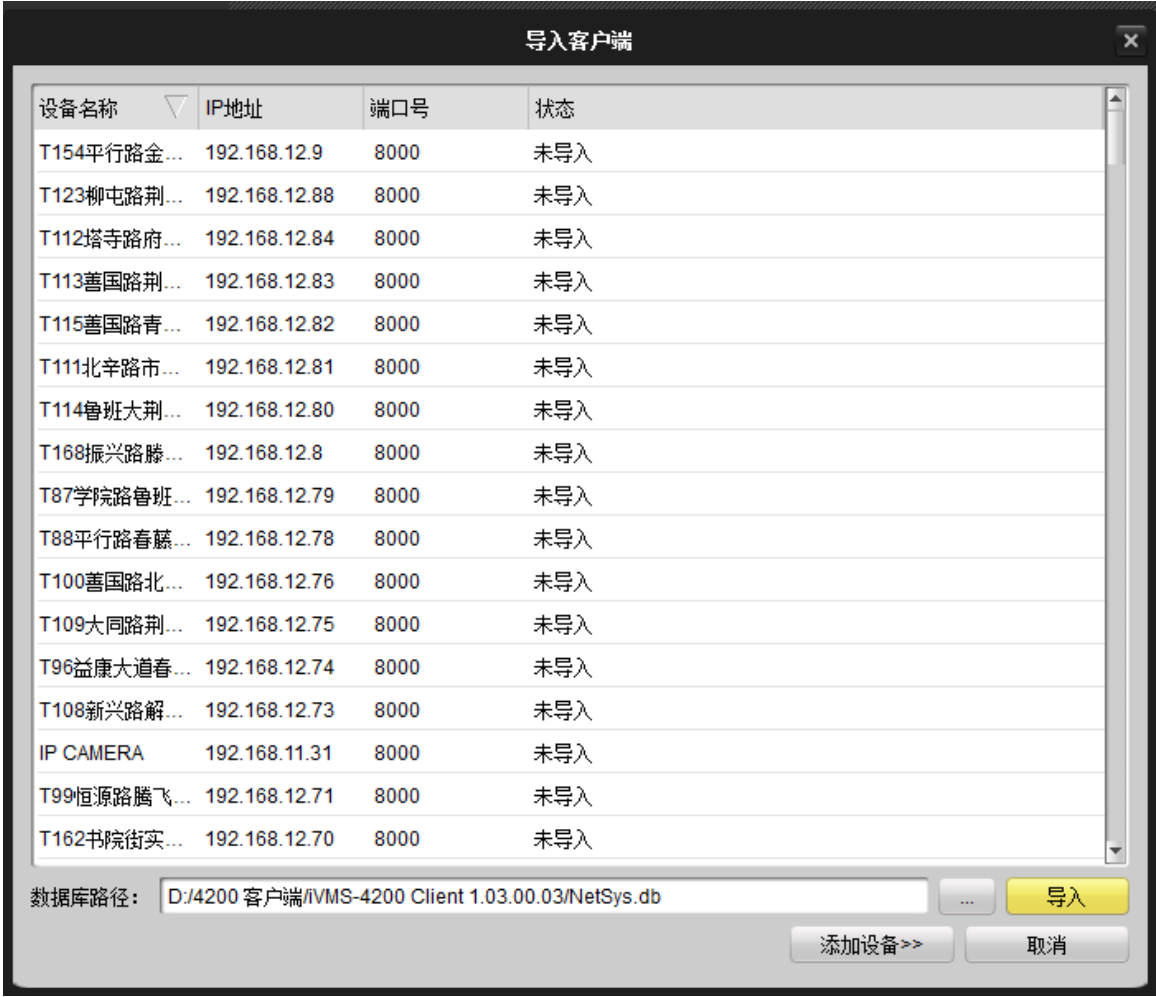 导入客户端
设备名称 IP地址 端口号 状态
T154平行路金... 192.168.12.9 8000 未导入
T123柳屯路荆... 192.168.12.88 8000 未导入
T112塔寺路府... 192.168.12.84 8000 未导入
T113善国路荆... 192.168.12.83 8000 未导入
T115善国路青... 192.168.12.82 8000 未导入
T111北辛路市... 192.168.12.81 8000 未导入
T114鲁班大荆... 192.168.12.80 8000 未导入
T168振兴路滕... 192.168.12.8 8000 未导入
T87学院路鲁班... 192.168.12.79 8000 未导入
T88平行路春藤... 192.168.12.78 8000 未导入
T100善国路北... 192.168.12.76 8000 未导入
T109大同路荆... 192.168.12.75 8000 未导入
T96益康大道春... 192.168.12.74 8000 未导入
T108新兴路解... 192.168.12.73 8000 未导入
IP CAMERA 192.168.11.31 8000 未导入
T99恒源路腾飞... 192.168.12.71 8000 未导入
T162书院街实... 192.168.12.70 8000 未导入
数据库路径： D:/4200 客户端/iVMS-4200 Client 1.03.00.03/NetSys.db ... 导入
添加设备>> 取消